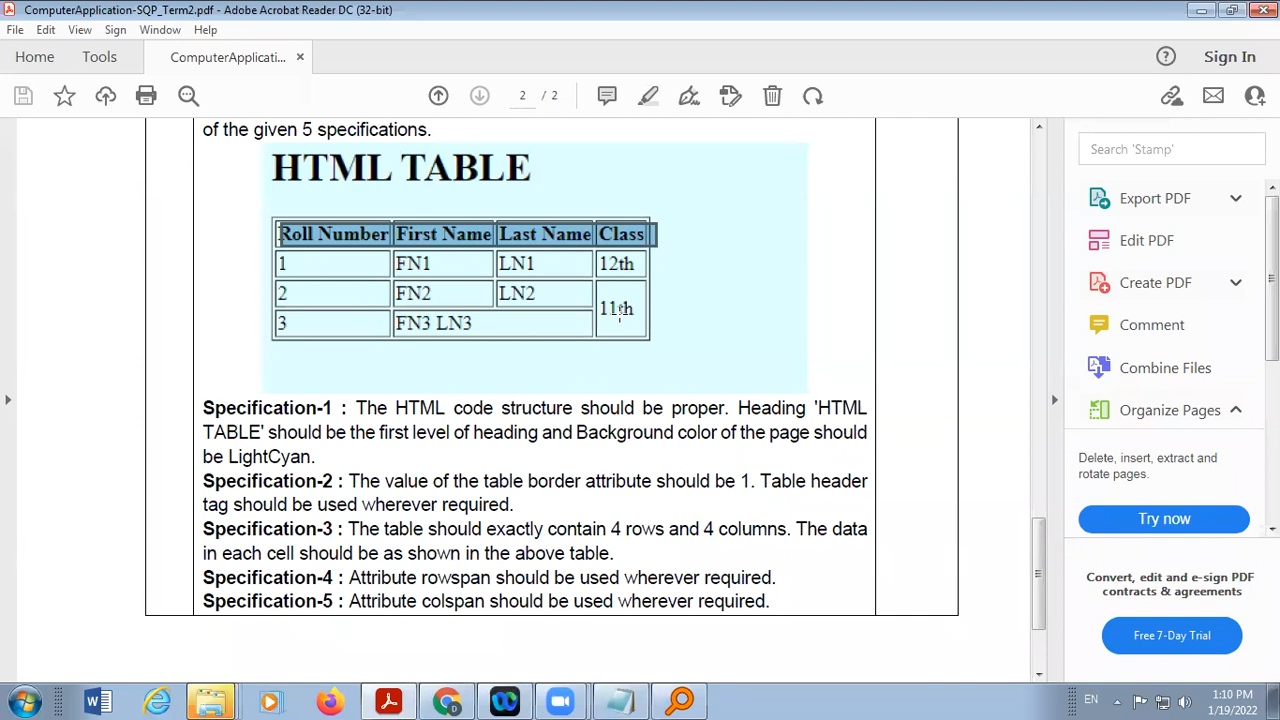 ComputerApplication-SQP_Term2.pdf - Adobe Acrobat Reader DC (32-bit)
File Edit View Sign Window Help
Home Tools ComputerApplicati... × Sign In
2 / 2
Search 'Stamp'
of the given 5 specifications.
HTML TABLE
Roll Number First Name Last Name Class
1 FN1 LN1 12th
2 FN2 LN2 11th
3 FN3 LN3
Specification-1 : The HTML code structure should be proper. Heading 'HTML
TABLE' should be the first level of heading and Background color of the page should
be LightCyan.
Specification-2 : The value of the table border attribute should be 1. Table header
tag should be used wherever required.
Specification-3 : The table should exactly contain 4 rows and 4 columns. The data
in each cell should be as shown in the above table.
Specification-4 : Attribute rowspan should be used wherever required.
Specification-5 : Attribute colspan should be used wherever required.
Export PDF
Edit PDF
Create PDF
Comment
Combine Files
Organize Pages
Delete, insert, extract and
rotate pages.
Try now
Convert, edit and e-sign PDF
contracts & agreements
Free 7-Day Trial
EN
1:10 PM
1/19/2022